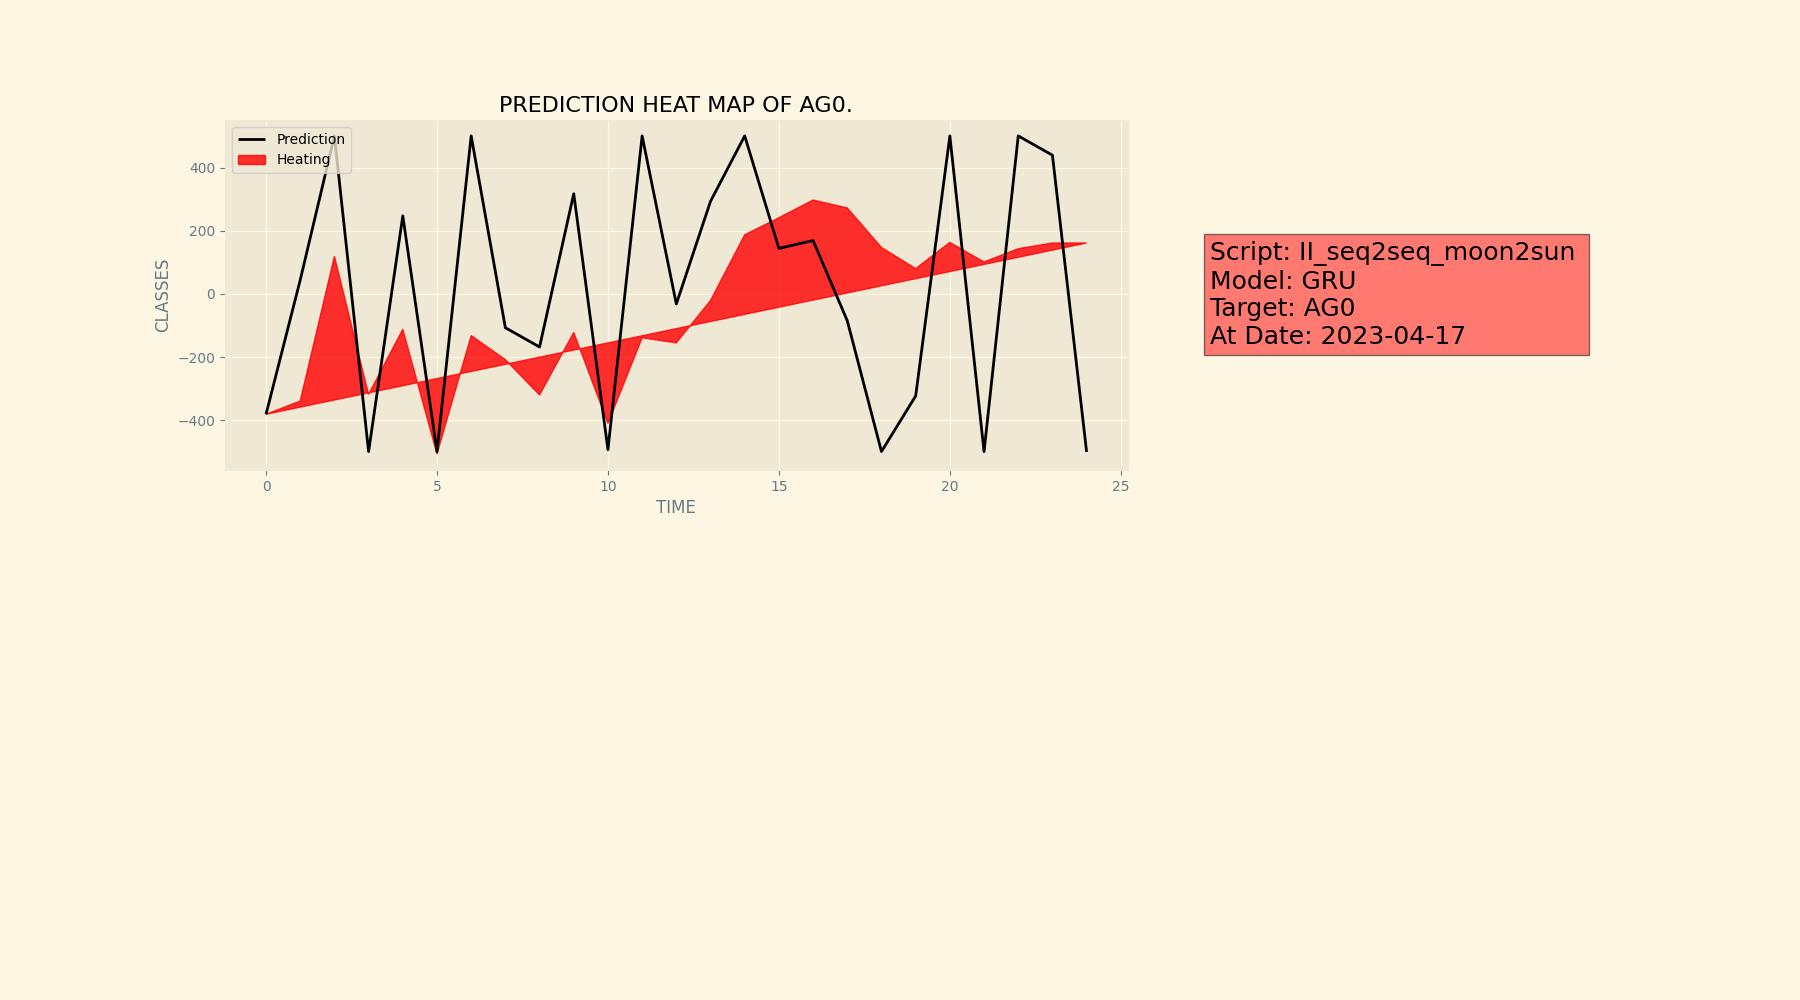 PREDICTION HEAT MAP OF AG0.
Prediction
Heating
400
200
0
−200
−400
CLASSES
0 5 10 15 20 25
TIME
Script: II_seq2seq_moon2sun
Model: GRU
Target: AG0
At Date: 2023-04-17